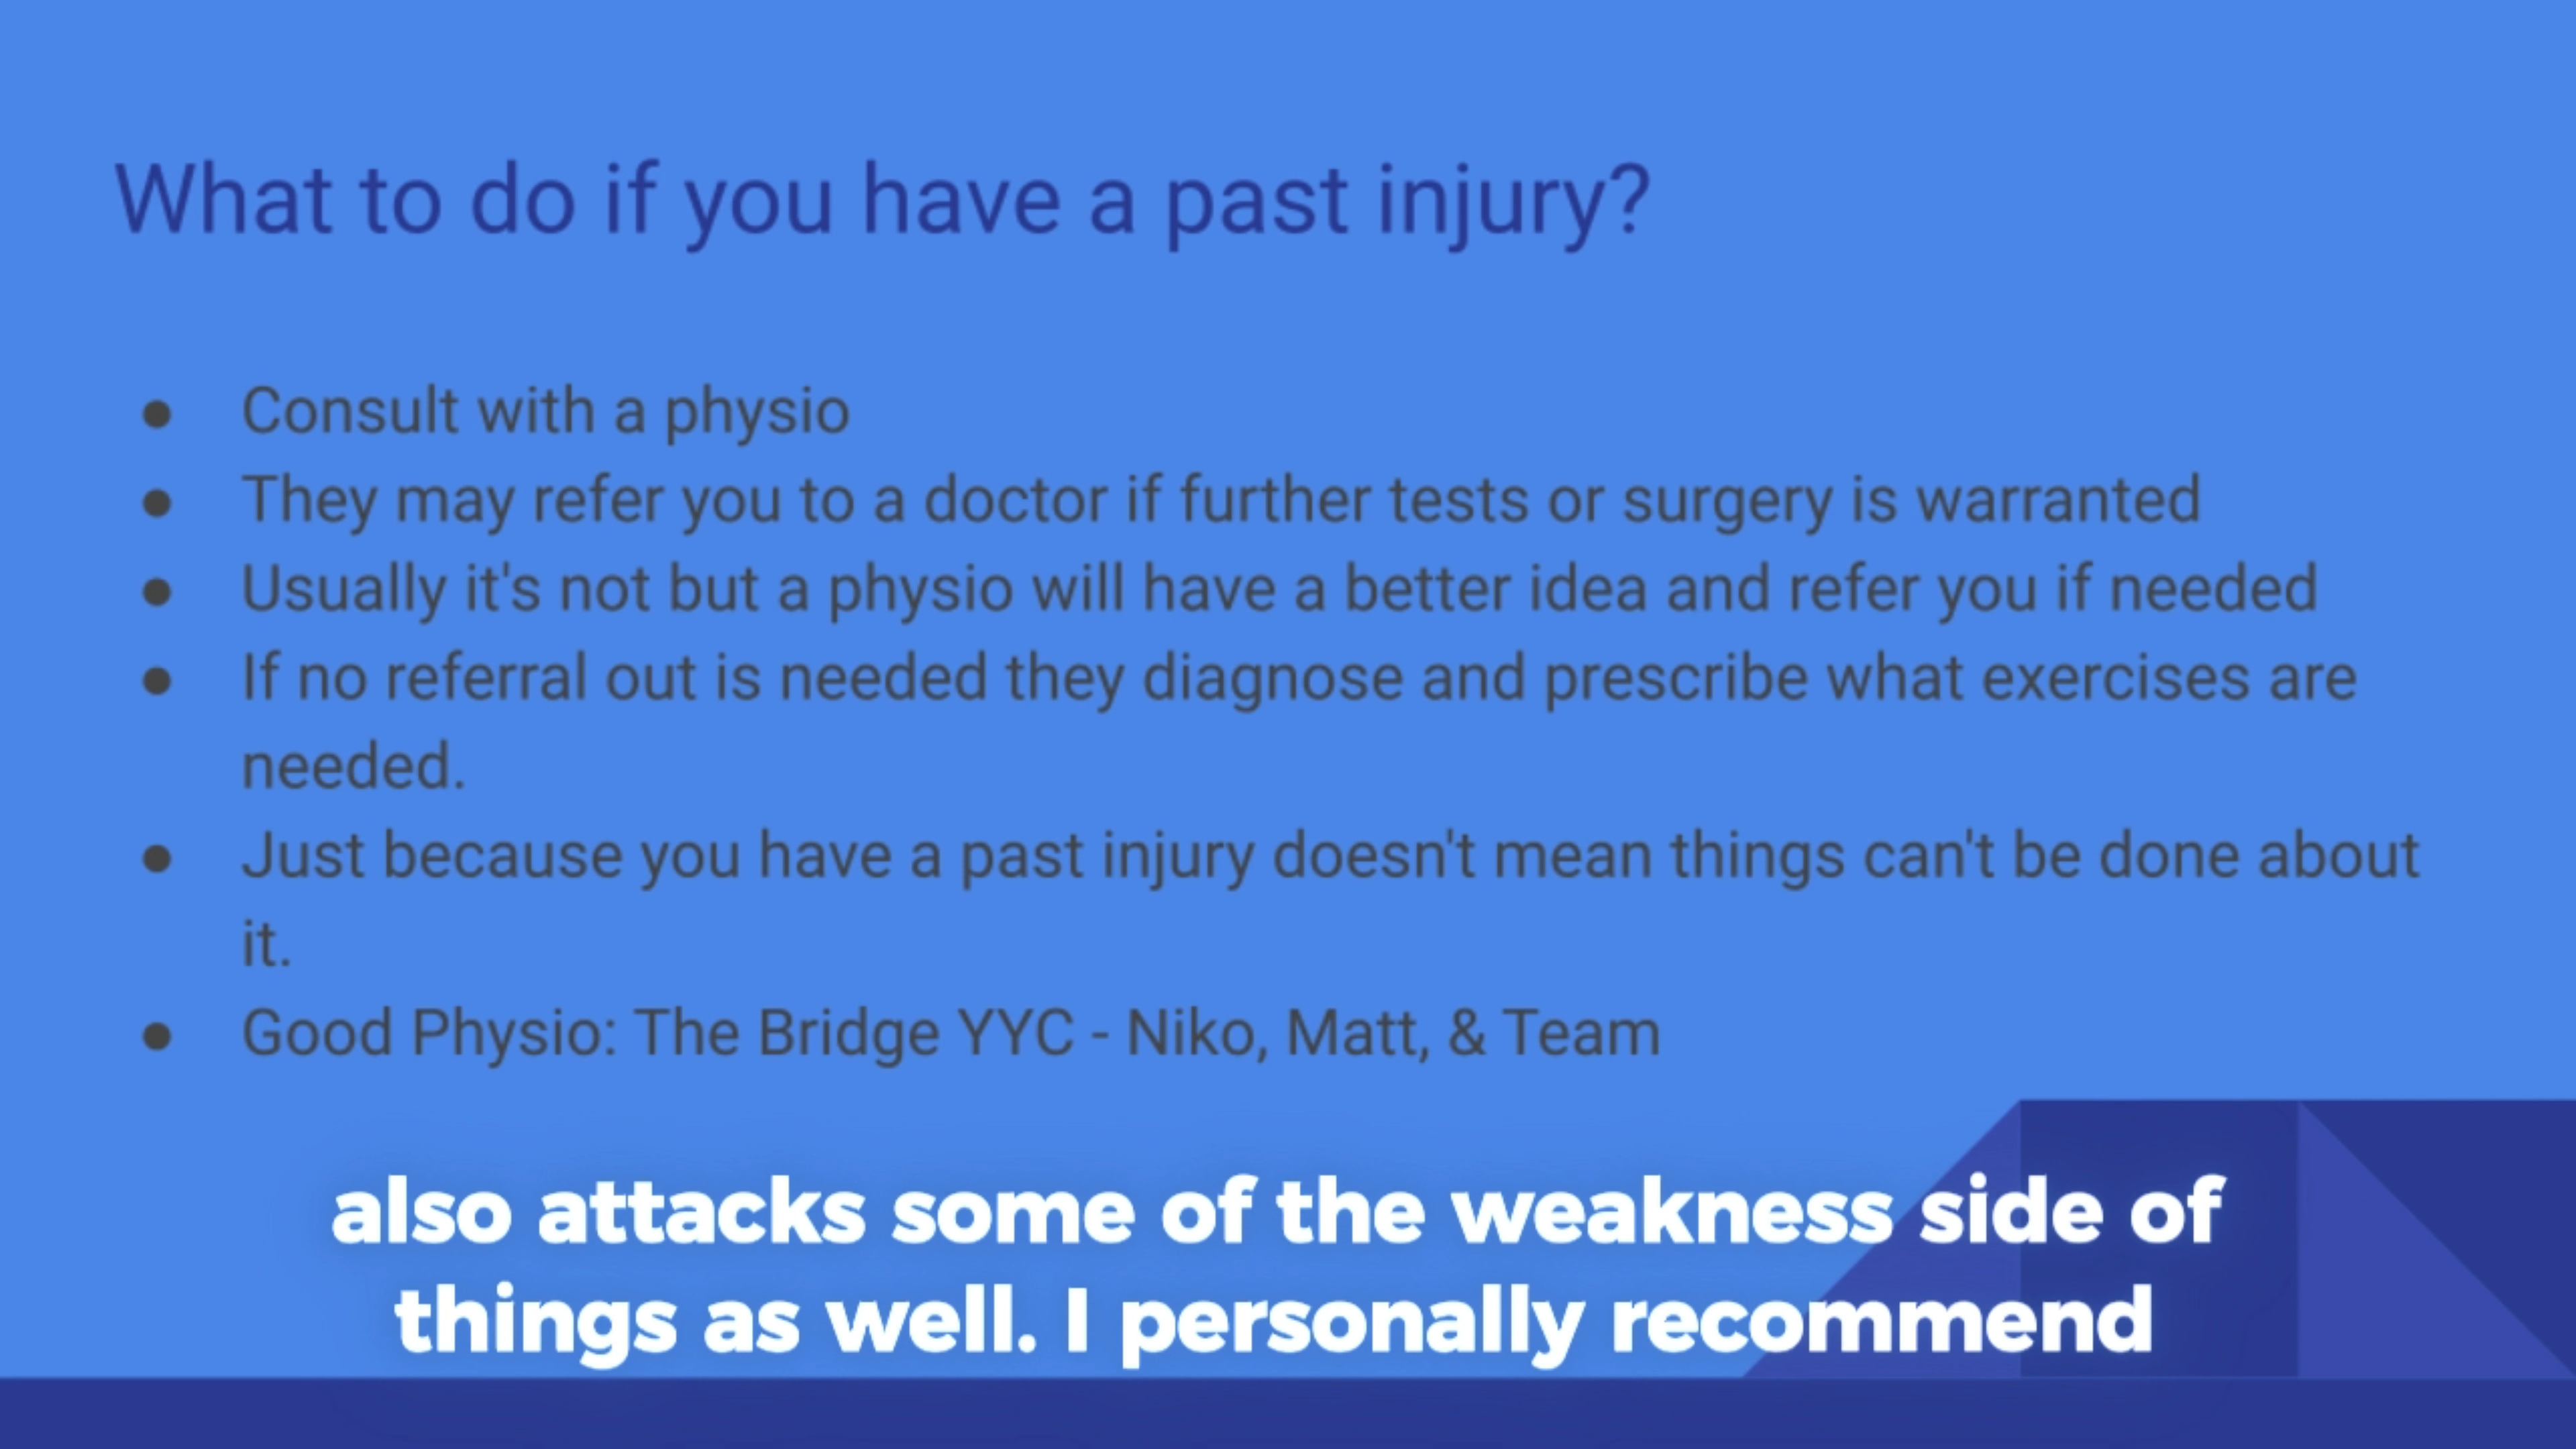 What to do if you have a past injury?
● Consult with a physio
● They may refer you to a doctor if further tests or surgery is warranted
● Usually it's not but a physio will have a better idea and refer you if needed
● If no referral out is needed they diagnose and prescribe what exercises are
needed.
● Just because you have a past injury doesn't mean things can't be done about
it.
● Good Physio: The Bridge YYC - Niko, Matt, & Team
also attacks some of the weakness side of
things as well. I personally recommend